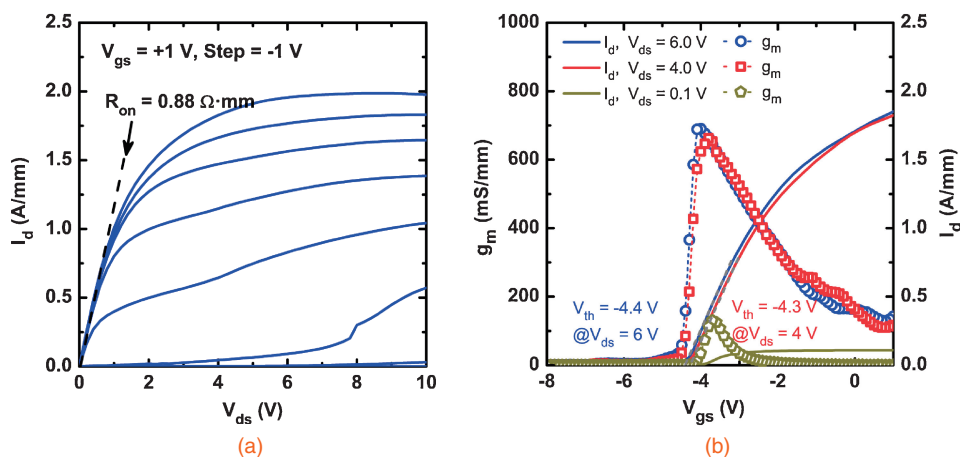 V_gs = +1 V, Step = -1 V
R_on = 0.88 Ω·mm
I_d (A/mm)
2.5
2.0
1.5
1.0
0.5
0.0
0 2 4 6 8 10
V_ds (V)
(a)
I_d, V_ds = 6.0 V g_m
I_d, V_ds = 4.0 V g_m
I_d, V_ds = 0.1 V g_m
g_m (mS/mm)
1000
800
600
400
200
0
V_th = -4.4 V
@V_ds = 6 V
V_th = -4.3 V
@V_ds = 4 V
2.5
2.0
1.5
1.0
0.5
0.0
I_d (A/mm)
-8 -6 -4 -2 0
V_gs (V)
(b)